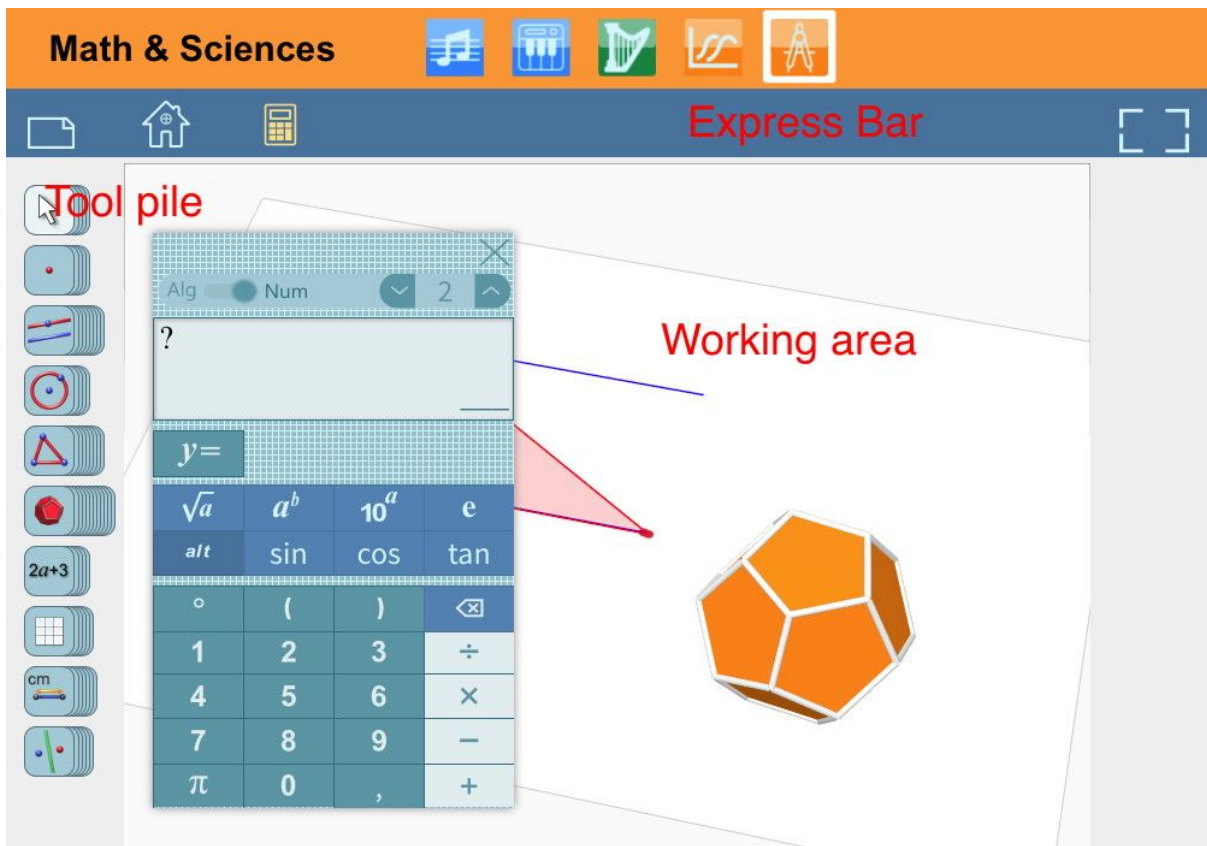 Math & Sciences
Express Bar
Tool pile
Alg Num 2
?
Working area
y=
√a a^b 10^a e
alt sin cos tan
° ( ) ⌫
1 2 3 ÷
4 5 6 ×
7 8 9 −
π 0 , +
2a+3
cm